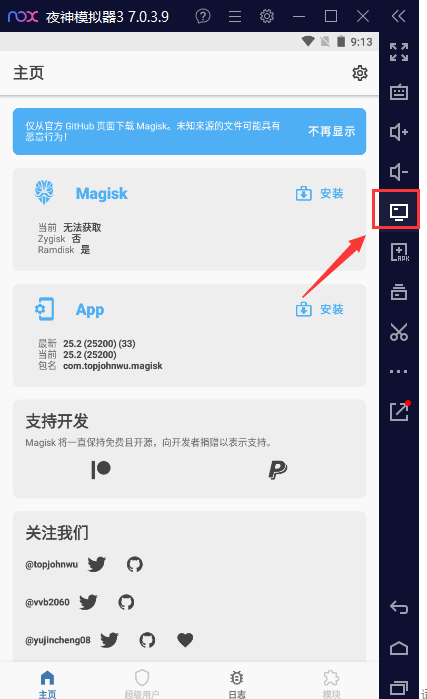 nox 夜神模拟器3 7.0.3.9
9:13
主页
仅从官方 GitHub 页面下载 Magisk。未知来源的文件可能具有
恶意行为！
不再显示
Magisk
安装
当前 无法获取
Zygisk 否
Ramdisk 是
App
安装
最新 25.2 (25200) (33)
当前 25.2 (25200)
包名 com.topjohnwu.magisk
支持开发
Magisk 将一直保持免费且开源，向开发者捐赠以表示支持。
关注我们
@topjohnwu
@vvb2060
@yujincheng08
主页
超级用户
日志
模块
APK